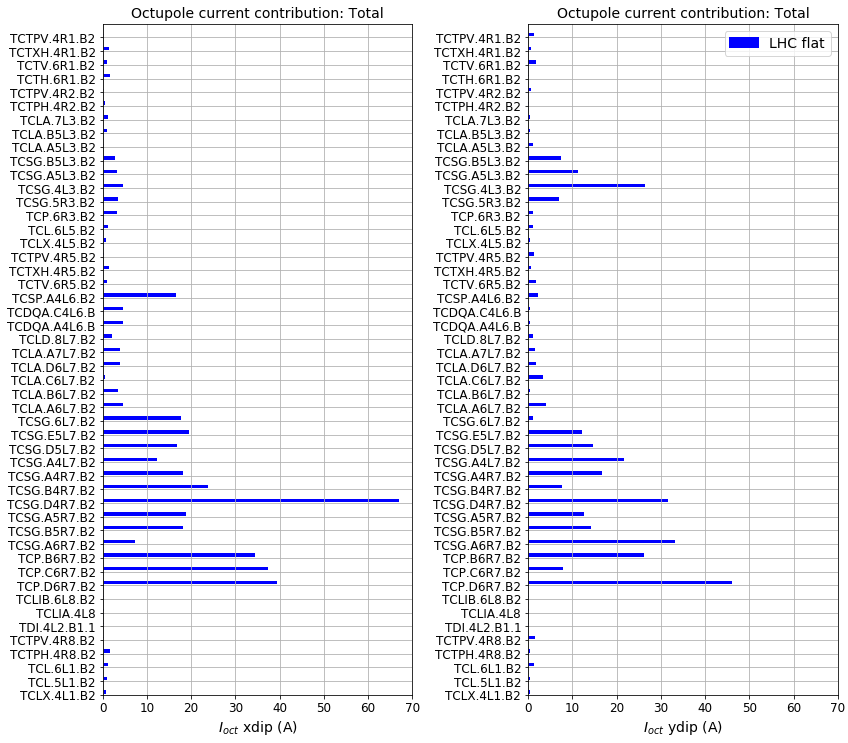 Octupole current contribution: Total
TCTPV.4R1.B2
TCTXH.4R1.B2
TCTV.6R1.B2
TCTH.6R1.B2
TCTPV.4R2.B2
TCTPH.4R2.B2
TCLA.7L3.B2
TCLA.B5L3.B2
TCLA.A5L3.B2
TCSG.B5L3.B2
TCSG.A5L3.B2
TCSG.4L3.B2
TCSG.5R3.B2
TCP.6R3.B2
TCL.6L5.B2
TCLX.4L5.B2
TCTPV.4R5.B2
TCTXH.4R5.B2
TCTV.6R5.B2
TCSP.A4L6.B2
TCDQA.C4L6.B
TCDQA.A4L6.B
TCLD.8L7.B2
TCLA.A7L7.B2
TCLA.D6L7.B2
TCLA.C6L7.B2
TCLA.B6L7.B2
TCLA.A6L7.B2
TCSG.6L7.B2
TCSG.E5L7.B2
TCSG.D5L7.B2
TCSG.A4L7.B2
TCSG.A4R7.B2
TCSG.B4R7.B2
TCSG.D4R7.B2
TCSG.A5R7.B2
TCSG.B5R7.B2
TCSG.A6R7.B2
TCP.B6R7.B2
TCP.C6R7.B2
TCP.D6R7.B2
TCLIB.6L8.B2
TCLIA.4L8
TDI.4L2.B1.1
TCTPV.4R8.B2
TCTPH.4R8.B2
TCL.6L1.B2
TCL.5L1.B2
TCLX.4L1.B2
0 10 20 30 40 50 60 70
I_oct xdip (A)
Octupole current contribution: Total
LHC flat
TCTPV.4R1.B2
TCTXH.4R1.B2
TCTV.6R1.B2
TCTH.6R1.B2
TCTPV.4R2.B2
TCTPH.4R2.B2
TCLA.7L3.B2
TCLA.B5L3.B2
TCLA.A5L3.B2
TCSG.B5L3.B2
TCSG.A5L3.B2
TCSG.4L3.B2
TCSG.5R3.B2
TCP.6R3.B2
TCL.6L5.B2
TCLX.4L5.B2
TCTPV.4R5.B2
TCTXH.4R5.B2
TCTV.6R5.B2
TCSP.A4L6.B2
TCDQA.C4L6.B
TCDQA.A4L6.B
TCLD.8L7.B2
TCLA.A7L7.B2
TCLA.D6L7.B2
TCLA.C6L7.B2
TCLA.B6L7.B2
TCLA.A6L7.B2
TCSG.6L7.B2
TCSG.E5L7.B2
TCSG.D5L7.B2
TCSG.A4L7.B2
TCSG.A4R7.B2
TCSG.B4R7.B2
TCSG.D4R7.B2
TCSG.A5R7.B2
TCSG.B5R7.B2
TCSG.A6R7.B2
TCP.B6R7.B2
TCP.C6R7.B2
TCP.D6R7.B2
TCLIB.6L8.B2
TCLIA.4L8
TDI.4L2.B1.1
TCTPV.4R8.B2
TCTPH.4R8.B2
TCL.6L1.B2
TCL.5L1.B2
TCLX.4L1.B2
0 10 20 30 40 50 60 70
I_oct ydip (A)